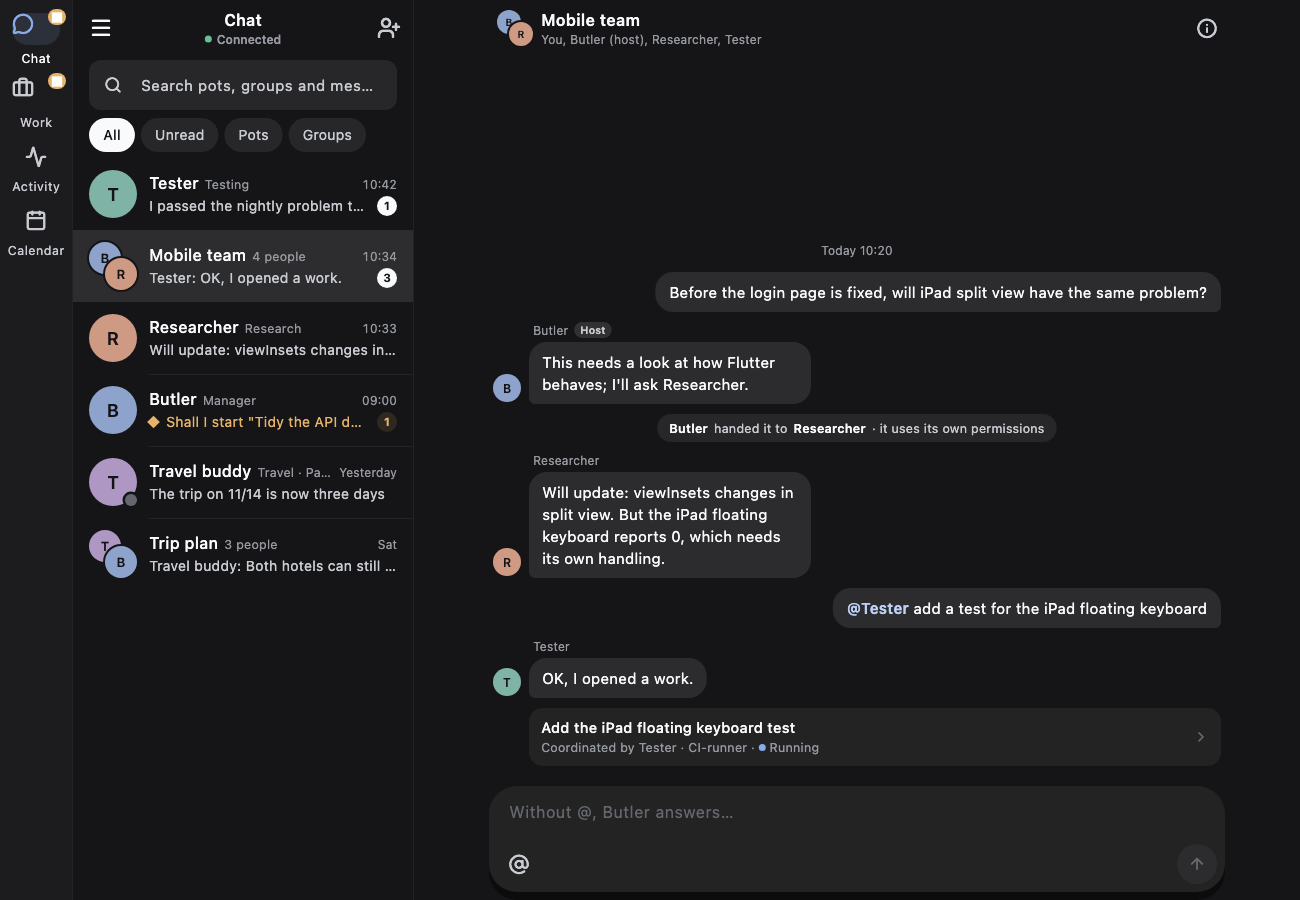 Chat
Work
Activity
Calendar
Chat
Connected
Search pots, groups and mes...
All
Unread
Pots
Groups
T
Tester Testing 10:42
I passed the nightly problem t... 1
B
R
Mobile team 4 people 10:34
Tester: OK, I opened a work. 3
R
Researcher Research 10:33
Will update: viewInsets changes in...
B
Butler Manager 09:00
Shall I start "Tidy the API d... 1
T
Travel buddy Travel · Pa... Yesterday
The trip on 11/14 is now three days
T
B
Trip plan 3 people Sat
Travel buddy: Both hotels can still ...
B
R
Mobile team
You, Butler (host), Researcher, Tester
Today 10:20
Before the login page is fixed, will iPad split view have the same problem?
Butler Host
This needs a look at how Flutter
behaves; I'll ask Researcher.
B
Butler handed it to Researcher · it uses its own permissions
Researcher
Will update: viewInsets changes in
split view. But the iPad floating
keyboard reports 0, which needs
its own handling.
R
@Tester add a test for the iPad floating keyboard
Tester
T
OK, I opened a work.
Add the iPad floating keyboard test
Coordinated by Tester · CI-runner · Running
Without @, Butler answers...
@